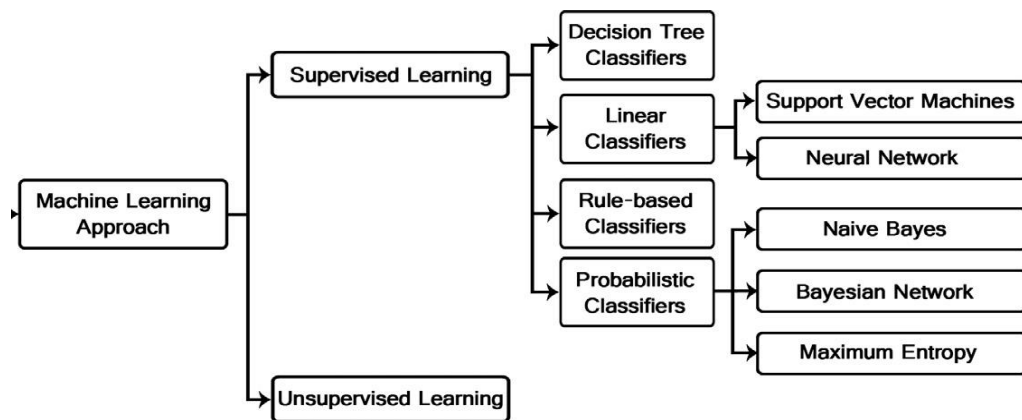 Machine Learning
Approach
Supervised Learning
Unsupervised Learning
Decision Tree
Classifiers
Linear
Classifiers
Rule-based
Classifiers
Probabilistic
Classifiers
Support Vector Machines
Neural Network
Naive Bayes
Bayesian Network
Maximum Entropy